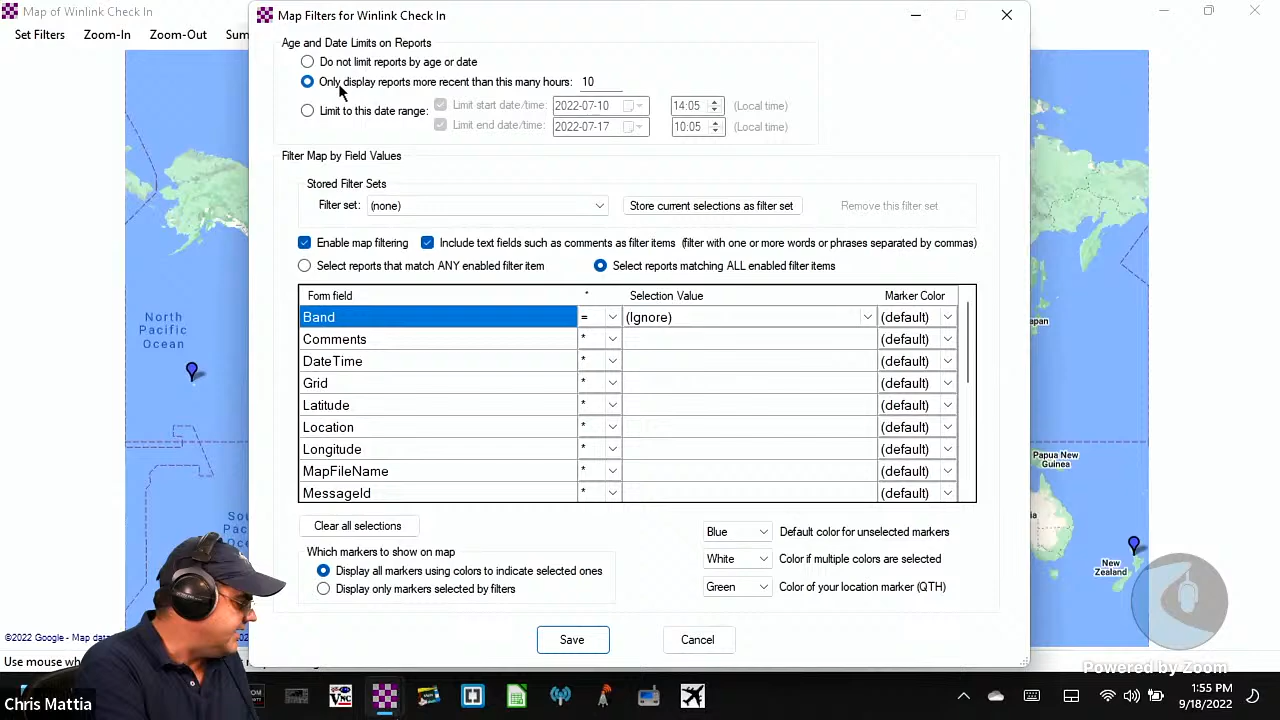 Map of Winlink Check In
Map Filters for Winlink Check In
Set Filters
Zoom-In
Zoom-Out
Sum
Age and Date Limits on Reports
Do not limit reports by age or date
Only display reports more recent than this many hours: 10
Limit to this date range:
Limit start date/time: 2022-07-10 14:05 (Local time)
Limit end date/time: 2022-07-17 10:05 (Local time)
Filter Map by Field Values
Stored Filter Sets
Filter set: (none) Store current selections as filter set Remove this filter set
Enable map filtering Include text fields such as comments as filter items (filter with one or more words or phrases separated by commas)
Select reports that match ANY enabled filter item Select reports matching ALL enabled filter items
Form field * Selection Value Marker Color
Band = (Ignore) (default)
Comments * (default)
DateTime * (default)
Grid * (default)
Latitude * (default)
Location * (default)
Longitude * (default)
MapFileName * (default)
MessageId * (default)
Clear all selections
Blue Default color for unselected markers
Which markers to show on map
White Color if multiple colors are selected
Display all markers using colors to indicate selected ones
Green Color of your location marker (QTH)
Display only markers selected by filters
Save Cancel
North
Pacific
Ocean
Papua New
Guinea
New
Zealand
©2022 Google - Map data
Use mouse
Powered by Zoom
Chris Mattia
1:55 PM
9/18/2022